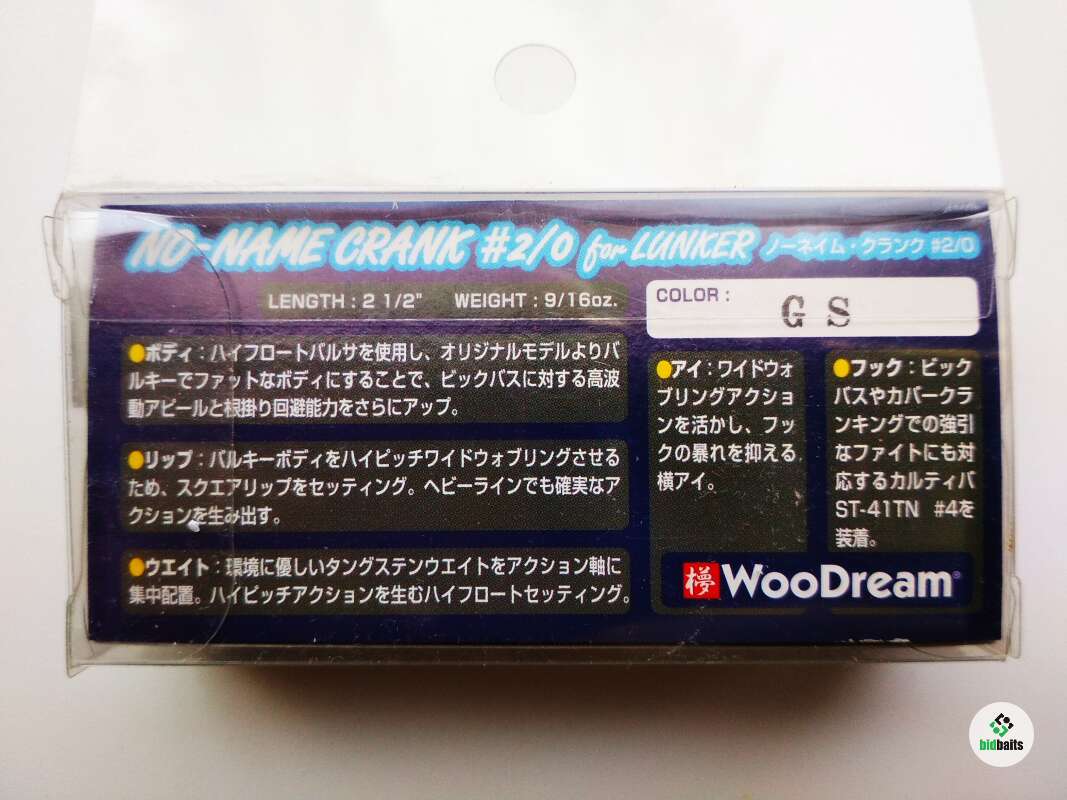 NO-NAME CRANK #2/0 for LUNKER ノーネイム・クランク #2/0
LENGTH : 2 1/2" WEIGHT : 9/16oz.
COLOR : GS
●ボディ：ハイフロートバルサを使用し、オリジナルモデルよりバ
ルキーでファットなボディにすることで、ビックバスに対する高波
動アピールと根掛り回避能力をさらにアップ。
●リップ：バルキーボディをハイピッチワイドウォブリングさせる
ため、スクエアリップをセッティング。ヘビーラインでも確実なア
クションを生み出す。
●ウエイト：環境に優しいタングステンウエイトをアクション軸に
集中配置。ハイピッチアクションを生むハイフロートセッティング。
●アイ：ワイドウォ
ブリングアクショ
ンを活かし、フッ
クの暴れを抑える
横アイ。
●フック：ビック
バスやカバークラ
ンキングでの強引
なファイトにも対
応するカルティバ
ST-41TN #4を
装着。
WooDream®
bidbaits